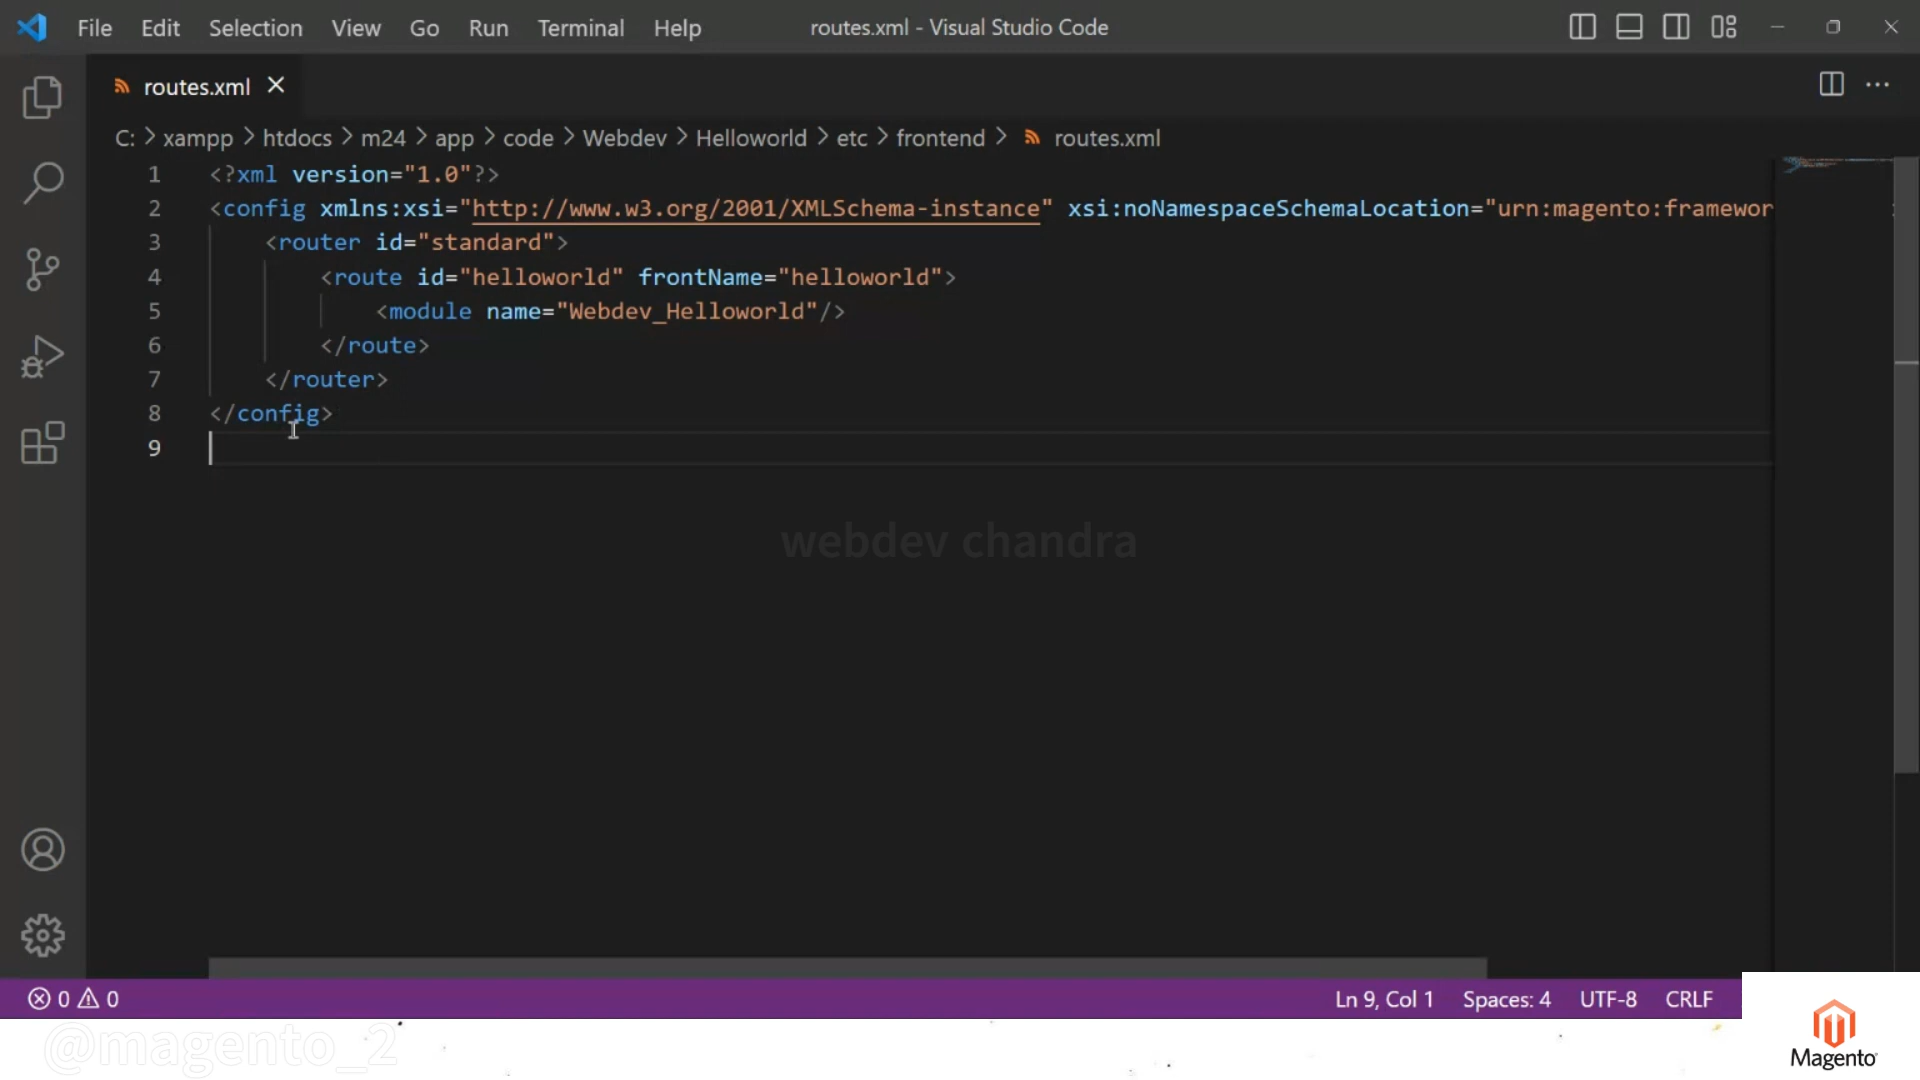 File Edit Selection View Go Run Terminal Help routes.xml - Visual Studio Code
routes.xml
C: > xampp > htdocs > m24 > app > code > Webdev > Helloworld > etc > frontend > routes.xml
1 <?xml version="1.0"?>
2 <config xmlns:xsi="http://www.w3.org/2001/XMLSchema-instance" xsi:noNamespaceSchemaLocation="urn:magento:framewor
3 <router id="standard">
4 <route id="helloworld" frontName="helloworld">
5 <module name="Webdev_Helloworld"/>
6 </route>
7 </router>
8 </config>
9
webdev chandra
0 0 Ln 9, Col 1 Spaces: 4 UTF-8 CRLF
@magento_2
Magento